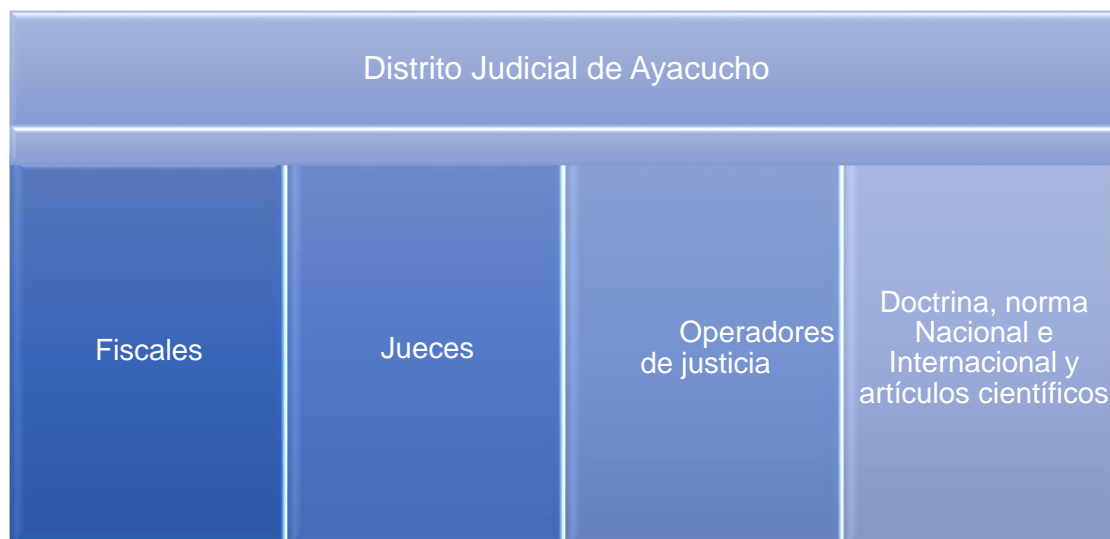 Distrito Judicial de Ayacucho
Fiscales
Jueces
Operadores
de justicia
Doctrina, norma
Nacional e
Internacional y
artículos científicos